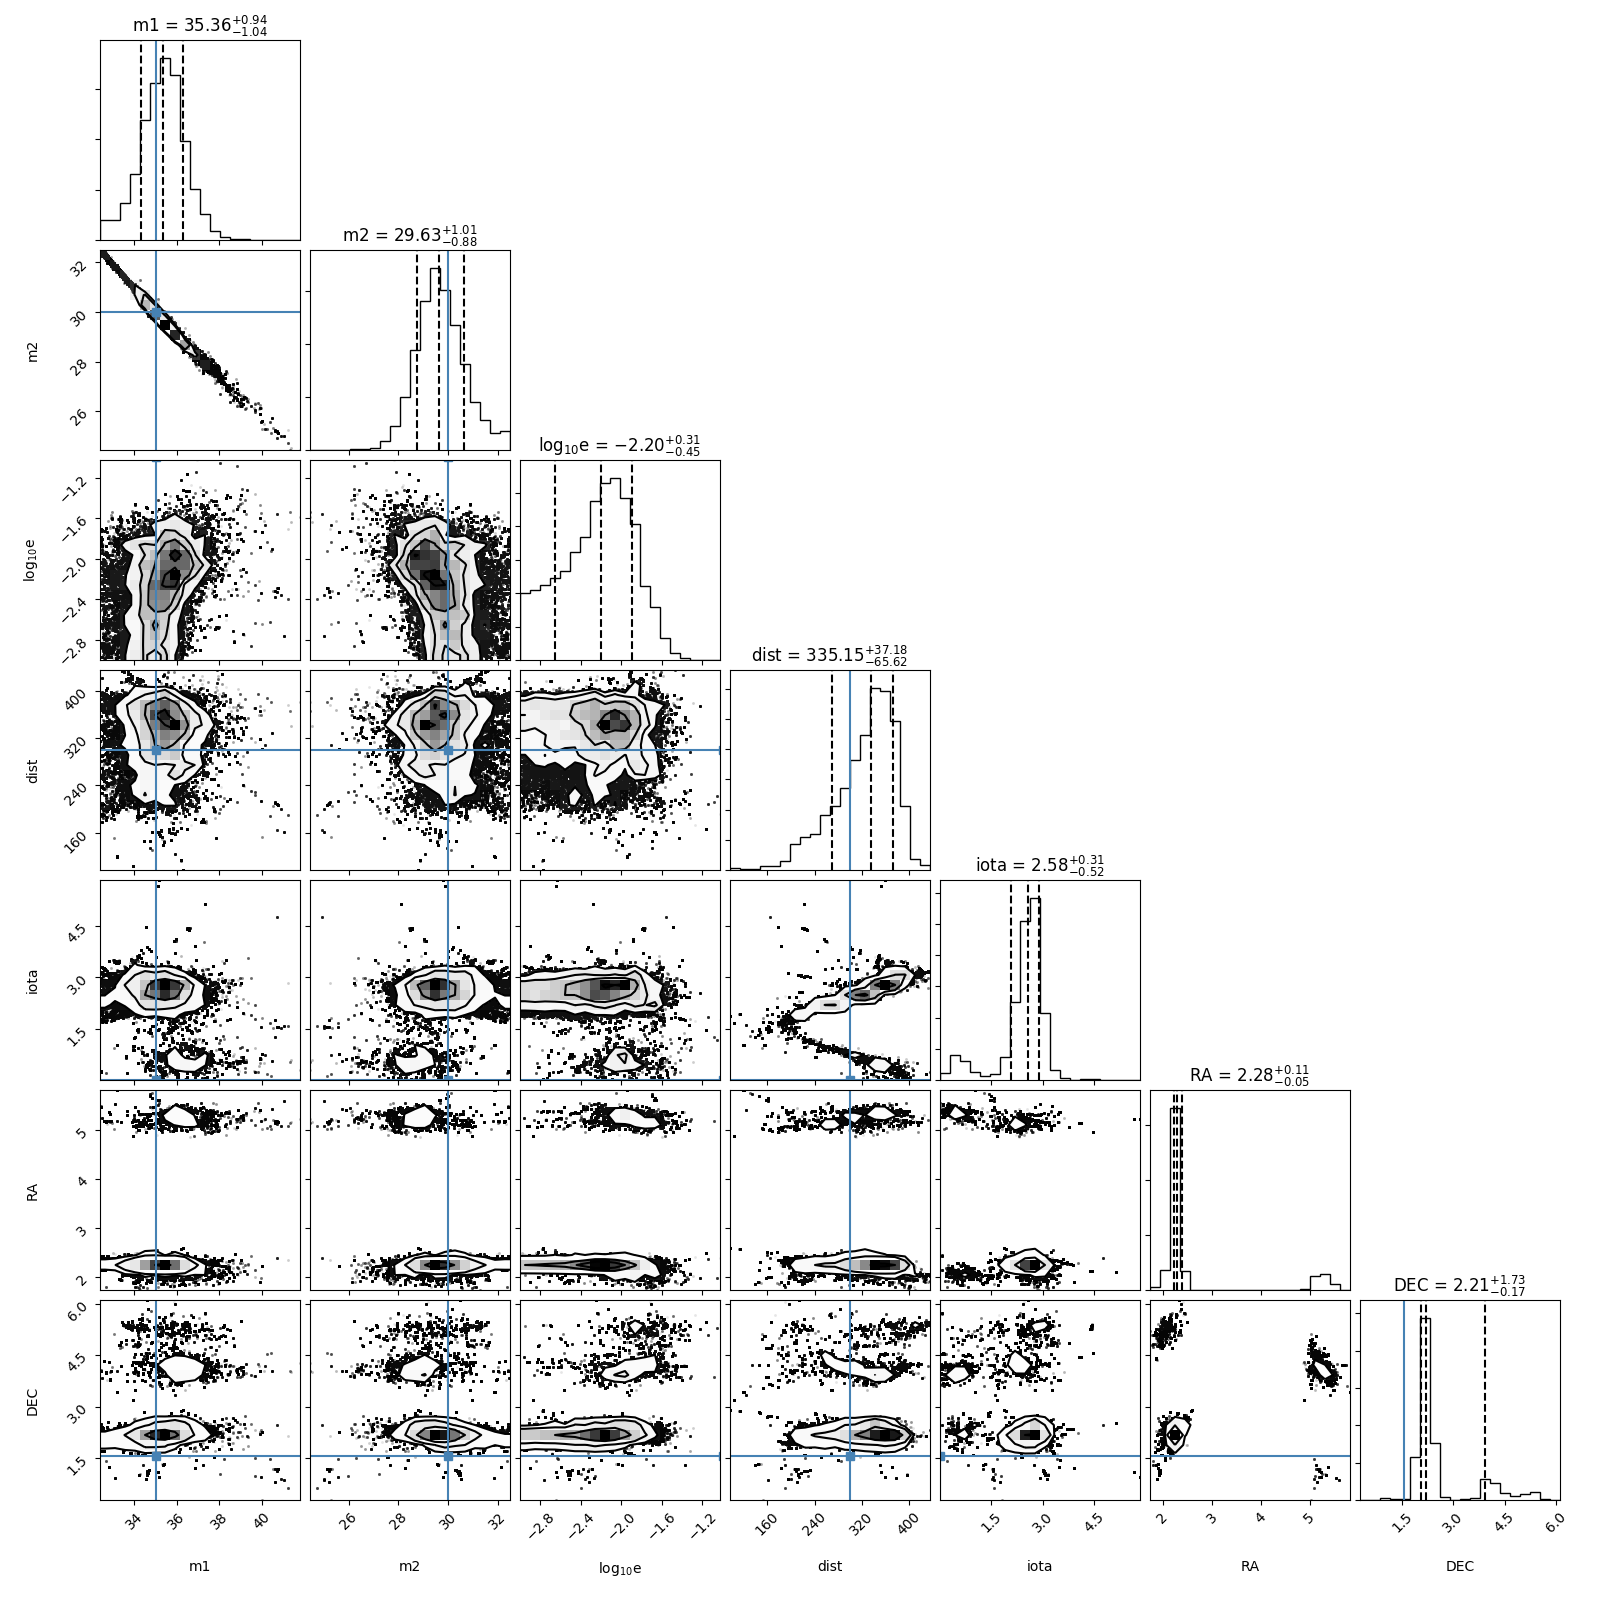 m1 = 35.36+0.94−1.04
m2 = 29.63+1.01−0.88
m2
32
30
28
26
log10e = −2.20+0.31−0.45
log10e
−1.2
−1.6
−2.0
−2.4
−2.8
dist = 335.15+37.18−65.62
dist
400
320
240
160
iota = 2.58+0.31−0.52
iota
4.5
3.0
1.5
RA = 2.28+0.11−0.05
RA
5
4
3
2
DEC = 2.21+1.73−0.17
DEC
6.0
4.5
3.0
1.5
34 36 38 40
26 28 30 32
−2.8 −2.4 −2.0 −1.6 −1.2
160 240 320 400
1.5 3.0 4.5
2 3 4 5
1.5 3.0 4.5 6.0
m1 m2 log10e dist iota RA DEC